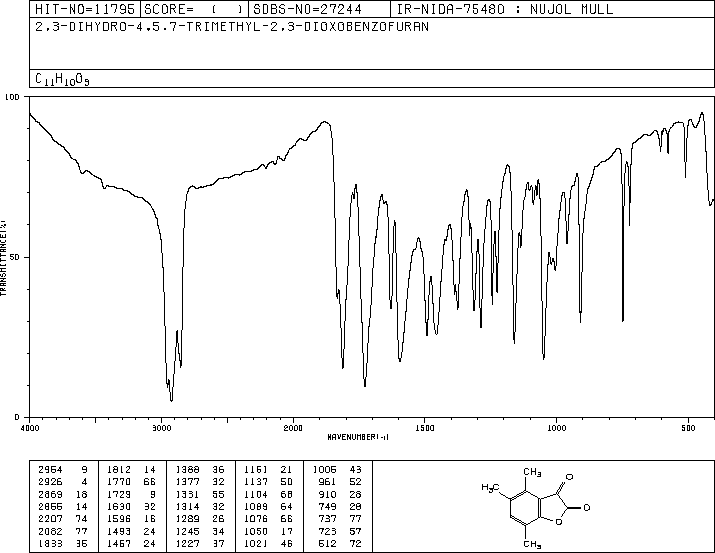 HIT-NO=11795 SCORE= ( ) SDBS-NO=27244 IR-NIDA-75480 : NUJOL MULL
2,3-DIHYDRO-4,5,7-TRIMETHYL-2,3-DIOXOBENZOFURAN
C11H10O3
100
50
0
TRANSMITTANCE(%)
4000 3000 2000 1500 1000 500
WAVENUMBER(-1)
2954 9 1812 14 1388 36 1161 21 1005 43
2926 4 1770 66 1377 32 1137 50 961 52
2869 18 1729 9 1331 55 1104 68 910 28
2855 14 1630 32 1314 32 1089 64 749 28
2207 74 1596 16 1289 26 1076 66 737 77
2082 77 1493 24 1245 34 1050 17 723 57
1833 35 1457 24 1227 37 1021 46 612 72
CH3
O
H3C
O
O
CH3